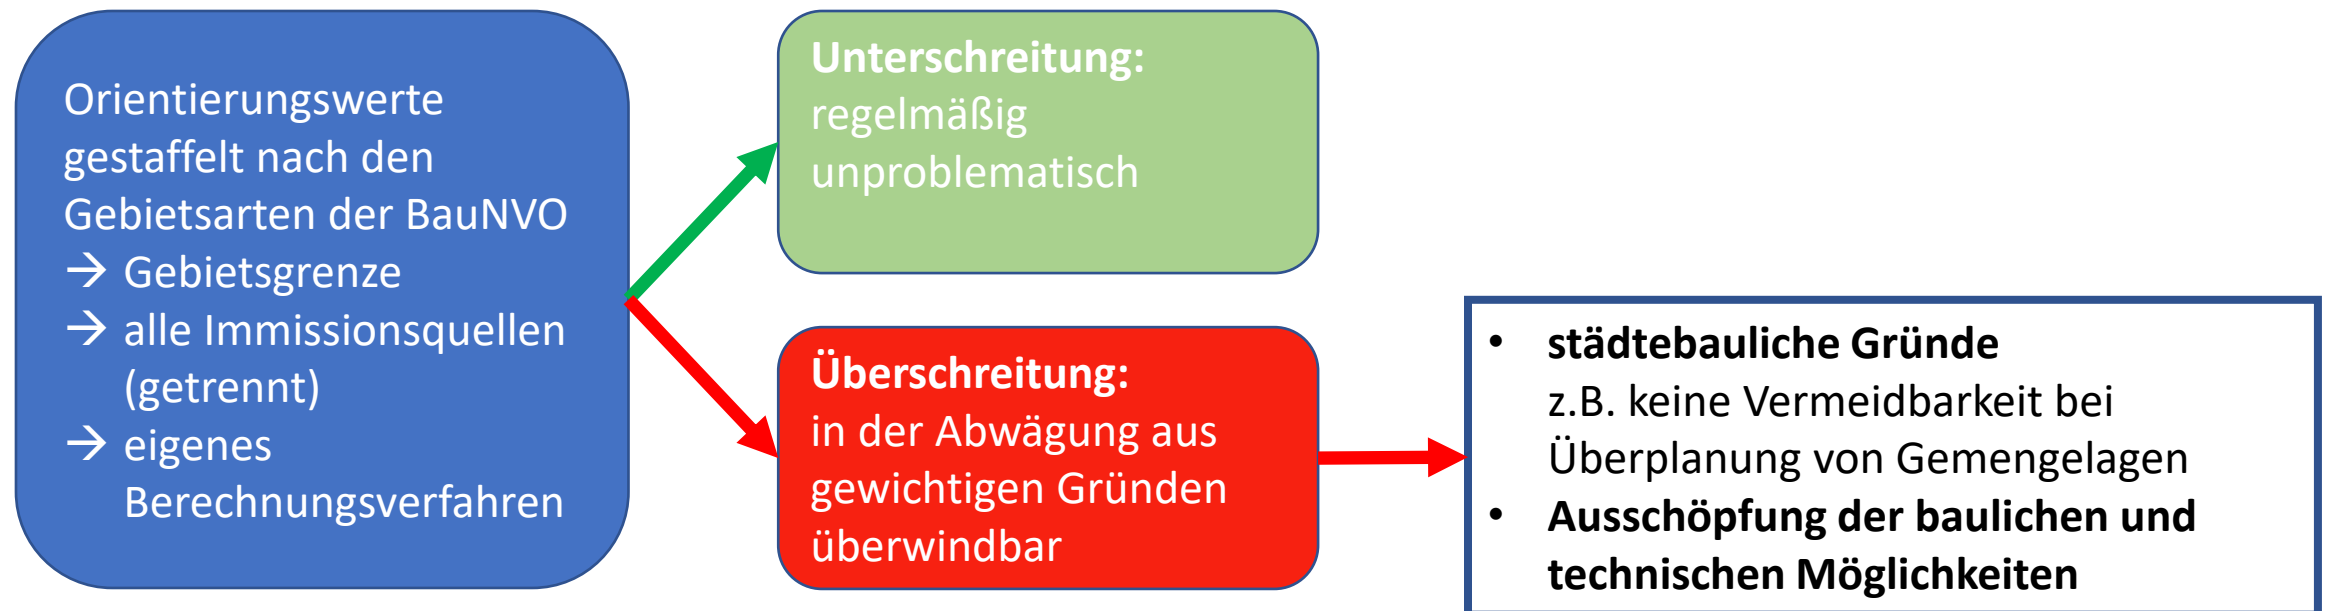 Orientierungswerte
gestaffelt nach den
Gebietsarten der BauNVO
→ Gebietsgrenze
→ alle Immissionsquellen
(getrennt)
→ eigenes
Berechnungsverfahren
Unterschreitung:
regelmäßig
unproblematisch
Überschreitung:
in der Abwägung aus
gewichtigen Gründen
überwindbar
• städtebauliche Gründe
z.B. keine Vermeidbarkeit bei
Überplanung von Gemengelagen
• Ausschöpfung der baulichen und
technischen Möglichkeiten